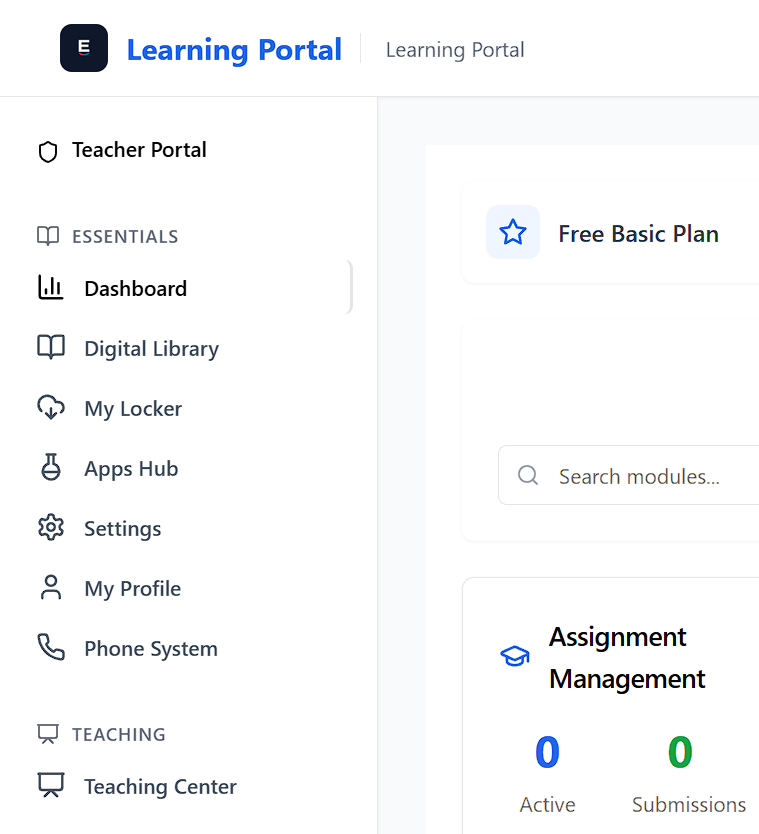 E
Learning Portal
Learning Portal
Teacher Portal
ESSENTIALS
Dashboard
Digital Library
My Locker
Apps Hub
Settings
My Profile
Phone System
TEACHING
Teaching Center
Free Basic Plan
Search modules...
Assignment
Management
0 0
Active Submissions